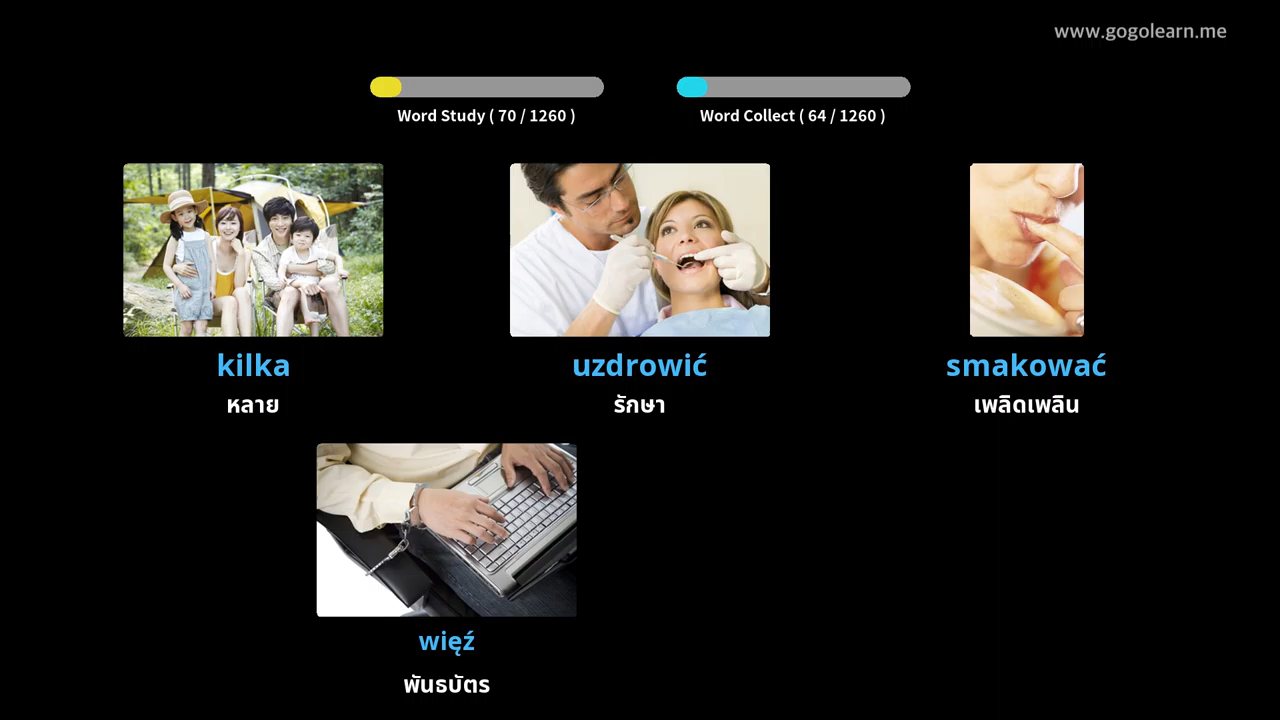 www.gogolearn.me
Word Study ( 70 / 1260 )
Word Collect ( 64 / 1260 )
kilka
หลาย
uzdrowić
รักษา
smakować
เพลิดเพลิน
więź
พันธบัตร